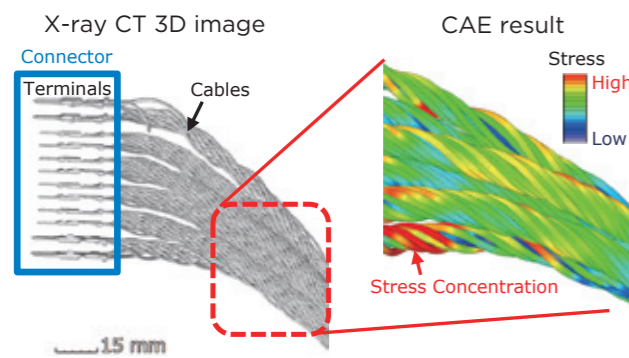 X-ray CT 3D image
CAE result
Connector
Terminals
Cables
Stress
High
Low
Stress Concentration
15 mm